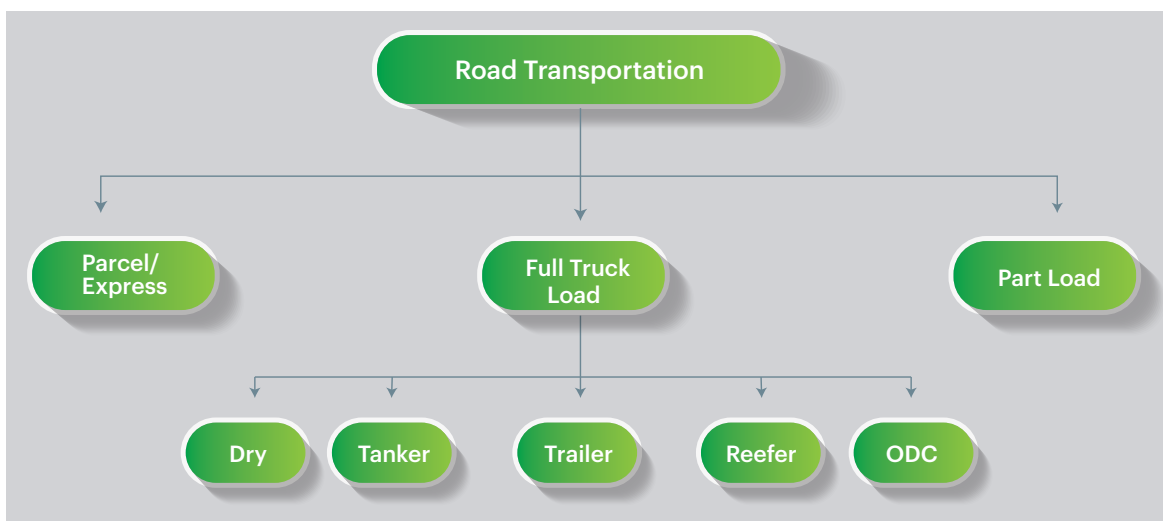 Road Transportation
Parcel/
Express
Full Truck
Load
Part Load
Dry
Tanker
Trailer
Reefer
ODC